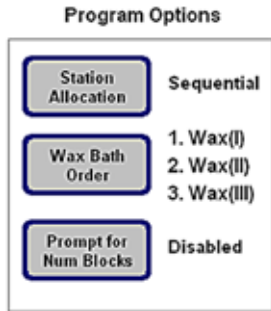 Program Options
Station
Allocation
Sequential
Wax Bath
Order
1. Wax(I)
2. Wax(II)
3. Wax(III)
Prompt for
Num Blocks
Disabled